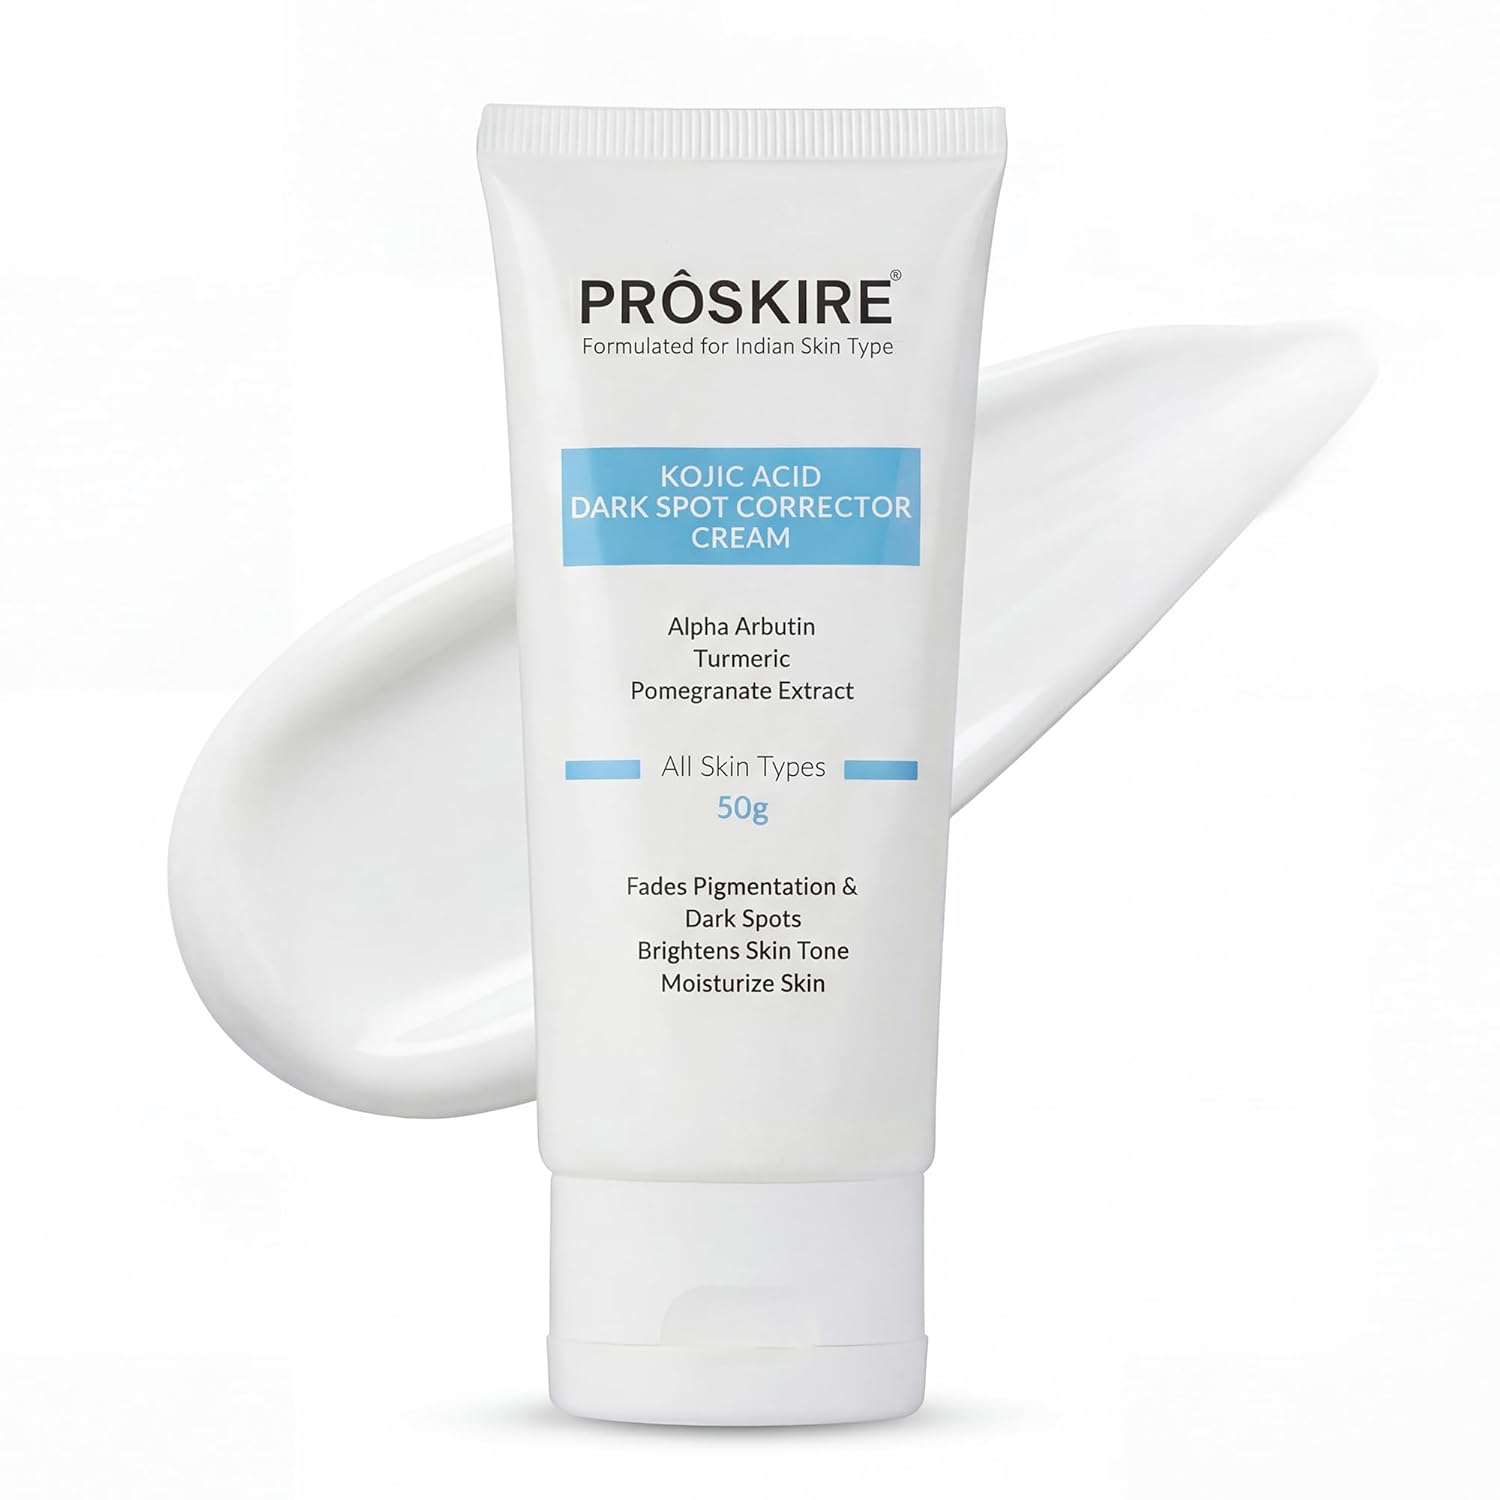 PRÔSKIRE®
Formulated for Indian Skin Type
KOJIC ACID
DARK SPOT CORRECTOR
CREAM
Alpha Arbutin
Turmeric
Pomegranate Extract
All Skin Types
50g
Fades Pigmentation &
Dark Spots
Brightens Skin Tone
Moisturize Skin